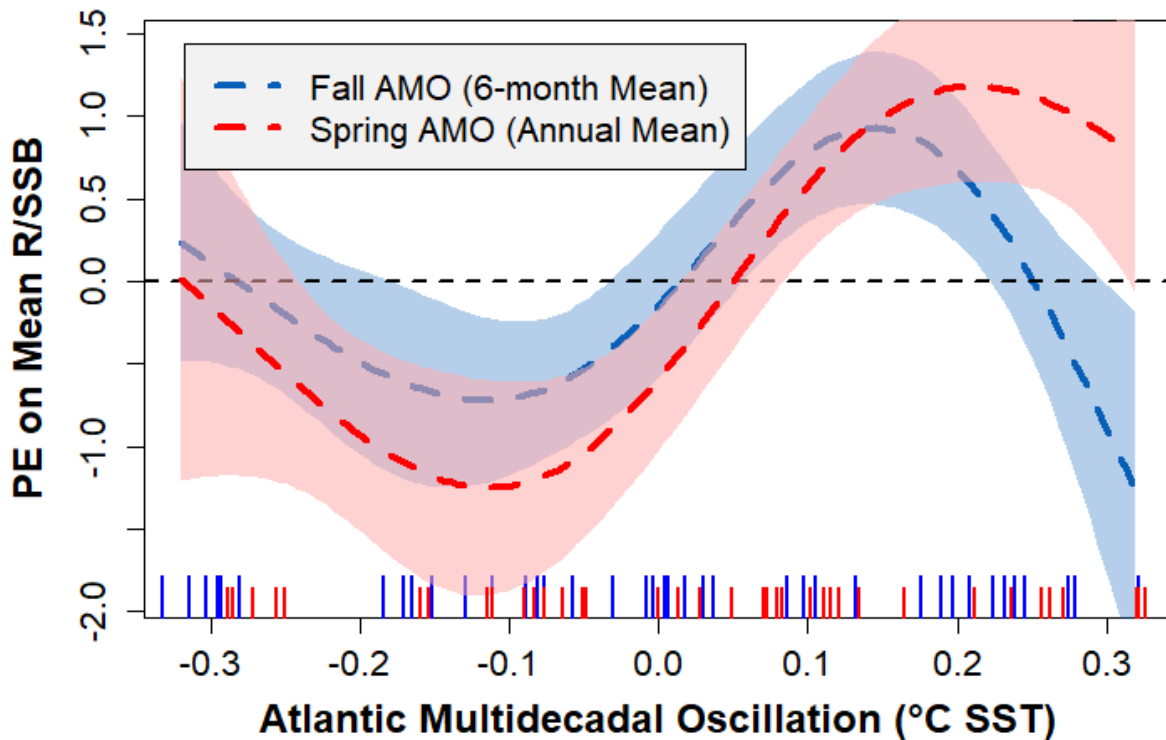 Fall AMO (6-month Mean)
Spring AMO (Annual Mean)
PE on Mean R/SSB
1.5
1.0
0.5
0.0
-1.0
-2.0
-0.3 -0.2 -0.1 0.0 0.1 0.2 0.3
Atlantic Multidecadal Oscillation (°C SST)